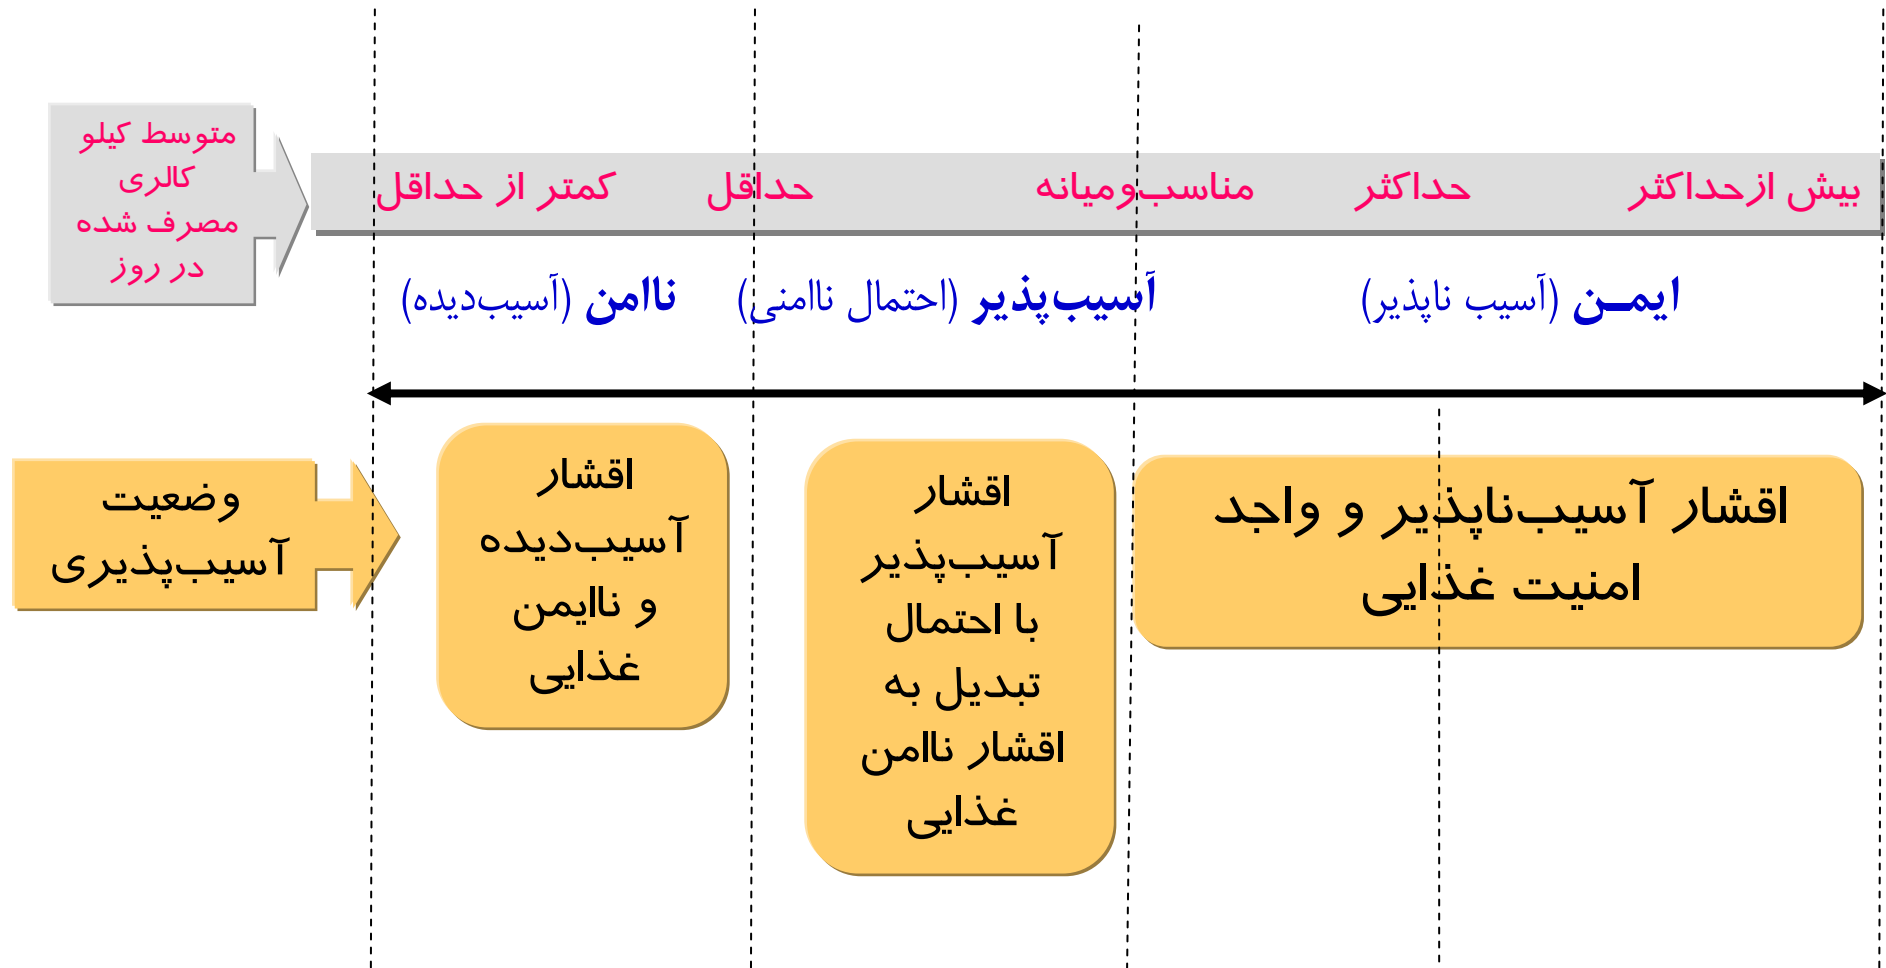 متوسط کیلو
کالری
مصرف شده
در روز
کمتر از حداقل
حداقل
مناسب‌ومیانه
حداکثر
بیش ازحداکثر
ناامن (آسیب‌دیده)
آسیب‌پذیر (احتمال ناامنی)
ایمـن (آسیب ناپذیر)
وضعیت
آسیب‌پذیری
اقشار
آسیب‌دیده
و ناایمن
غذایی
اقشار
آسیب‌پذیر
با احتمال
تبدیل به
اقشار ناامن
غذایی
اقشار آسیب‌ناپذیر و واجد
امنیت غذایی